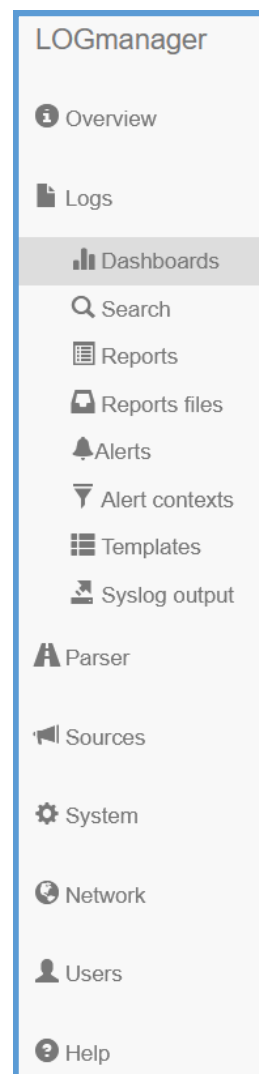 LOGmanager
Overview
Logs
Dashboards
Search
Reports
Reports files
Alerts
Alert contexts
Templates
Syslog output
Parser
Sources
System
Network
Users
Help